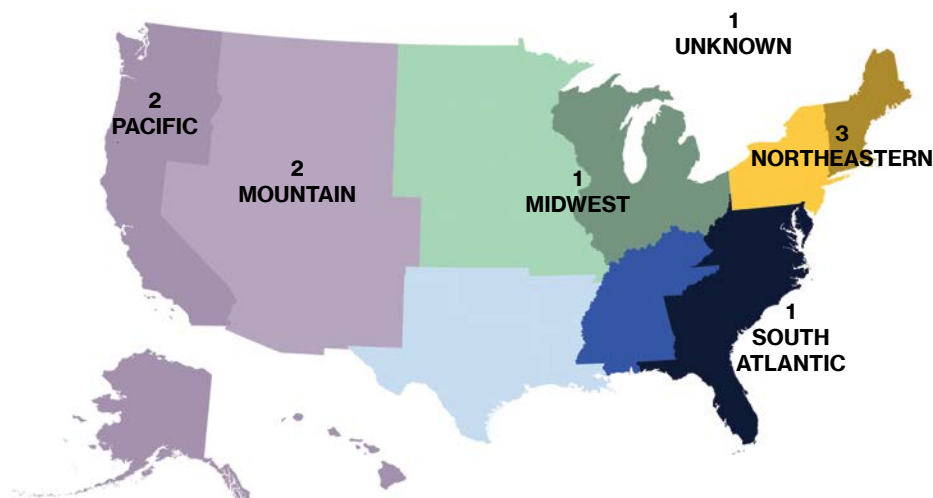 1
UNKNOWN
2
PACIFIC
2
MOUNTAIN
1
MIDWEST
3
NORTHEASTERN
1
SOUTH
ATLANTIC